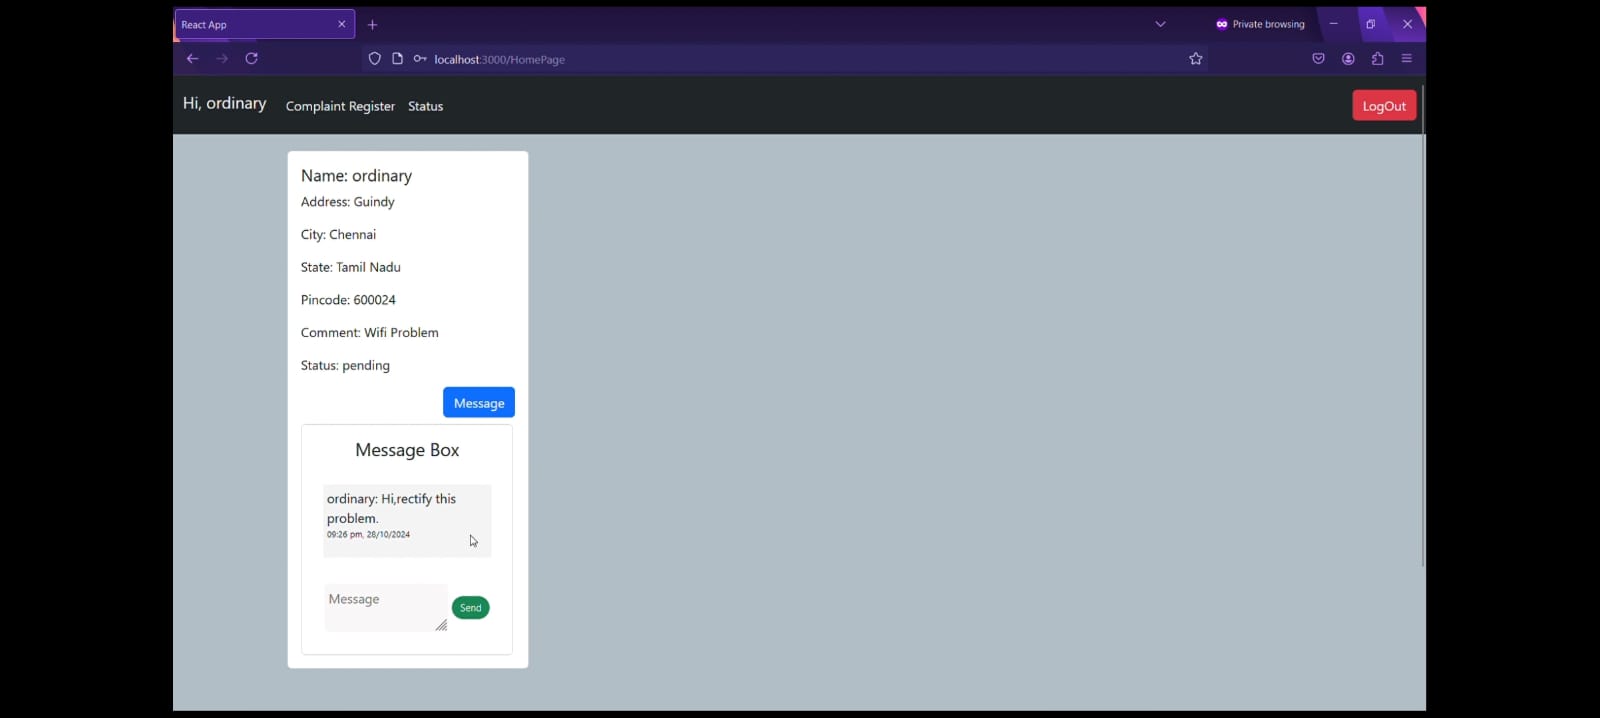 React App
Private browsing
localhost:3000/HomePage
Hi, ordinary Complaint Register Status LogOut
Name: ordinary
Address: Guindy
City: Chennai
State: Tamil Nadu
Pincode: 600024
Comment: Wifi Problem
Status: pending
Message
Message Box
ordinary: Hi,rectify this
problem.
09:26 pm, 28/10/2024
Message
Send